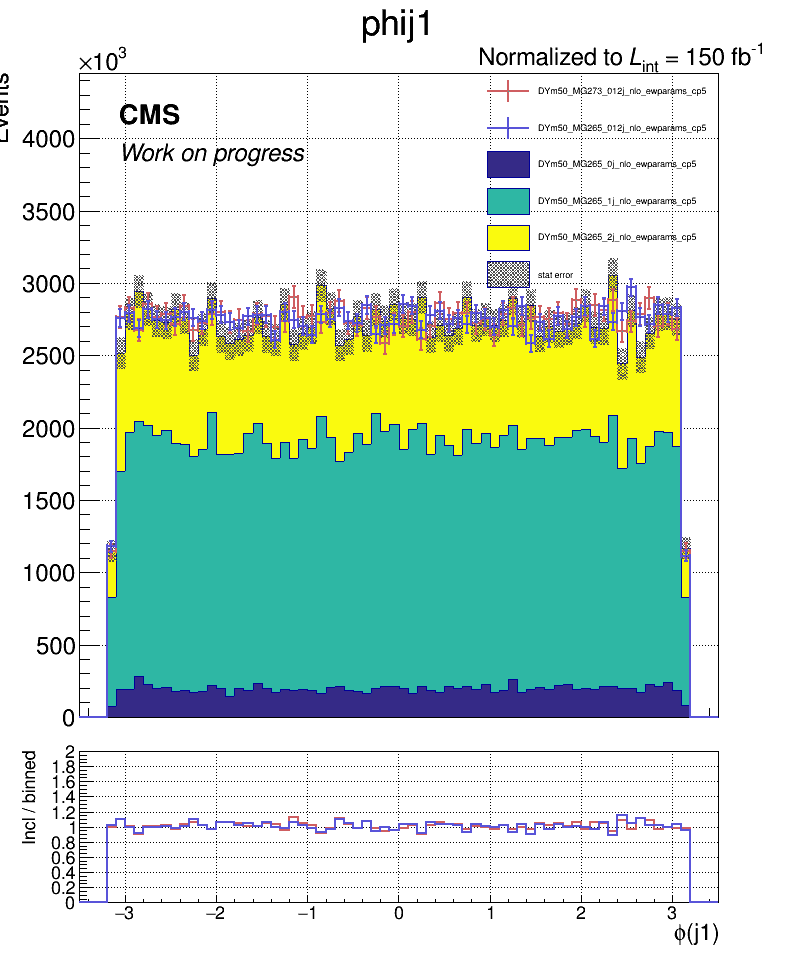 phij1
×10³
Normalized to Lint = 150 fb-1
Events
CMS
Work on progress
DYm50_MG273_012j_nlo_ewparams_cp5
DYm50_MG265_012j_nlo_ewparams_cp5
DYm50_MG265_0j_nlo_ewparams_cp5
DYm50_MG265_1j_nlo_ewparams_cp5
DYm50_MG265_2j_nlo_ewparams_cp5
stat error
4000
3500
3000
2500
2000
1500
1000
500
0
Incl / binned
2
1.8
1.6
1.4
1.2
1
0.8
0.6
0.4
0.2
0
−3 −2 −1 0 1 2 3
ϕ(j1)